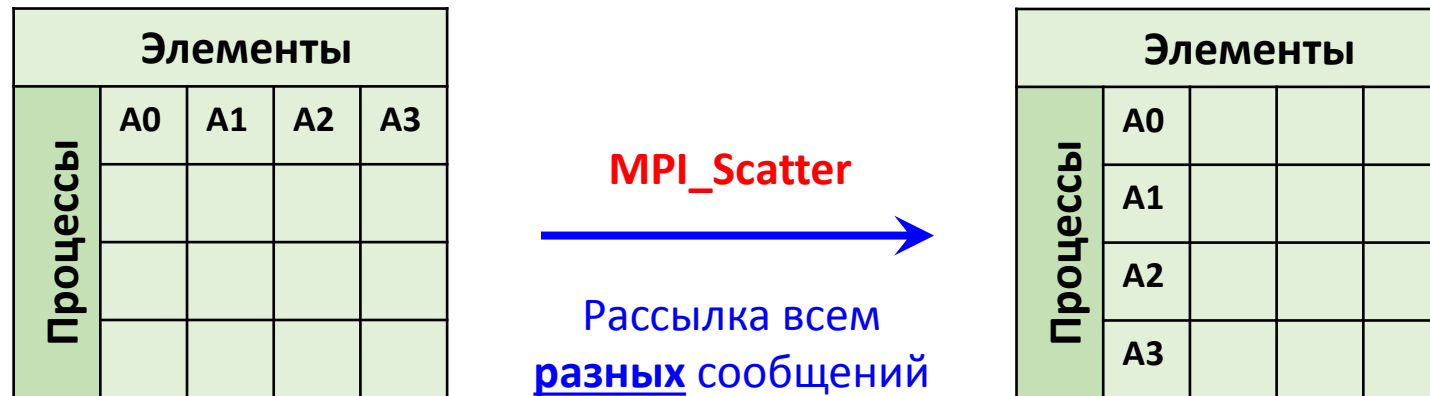 Элементы
Процессы
A0 A1 A2 A3
MPI_Scatter
Рассылка всем
разных сообщений
Элементы
Процессы
A0
A1
A2
A3